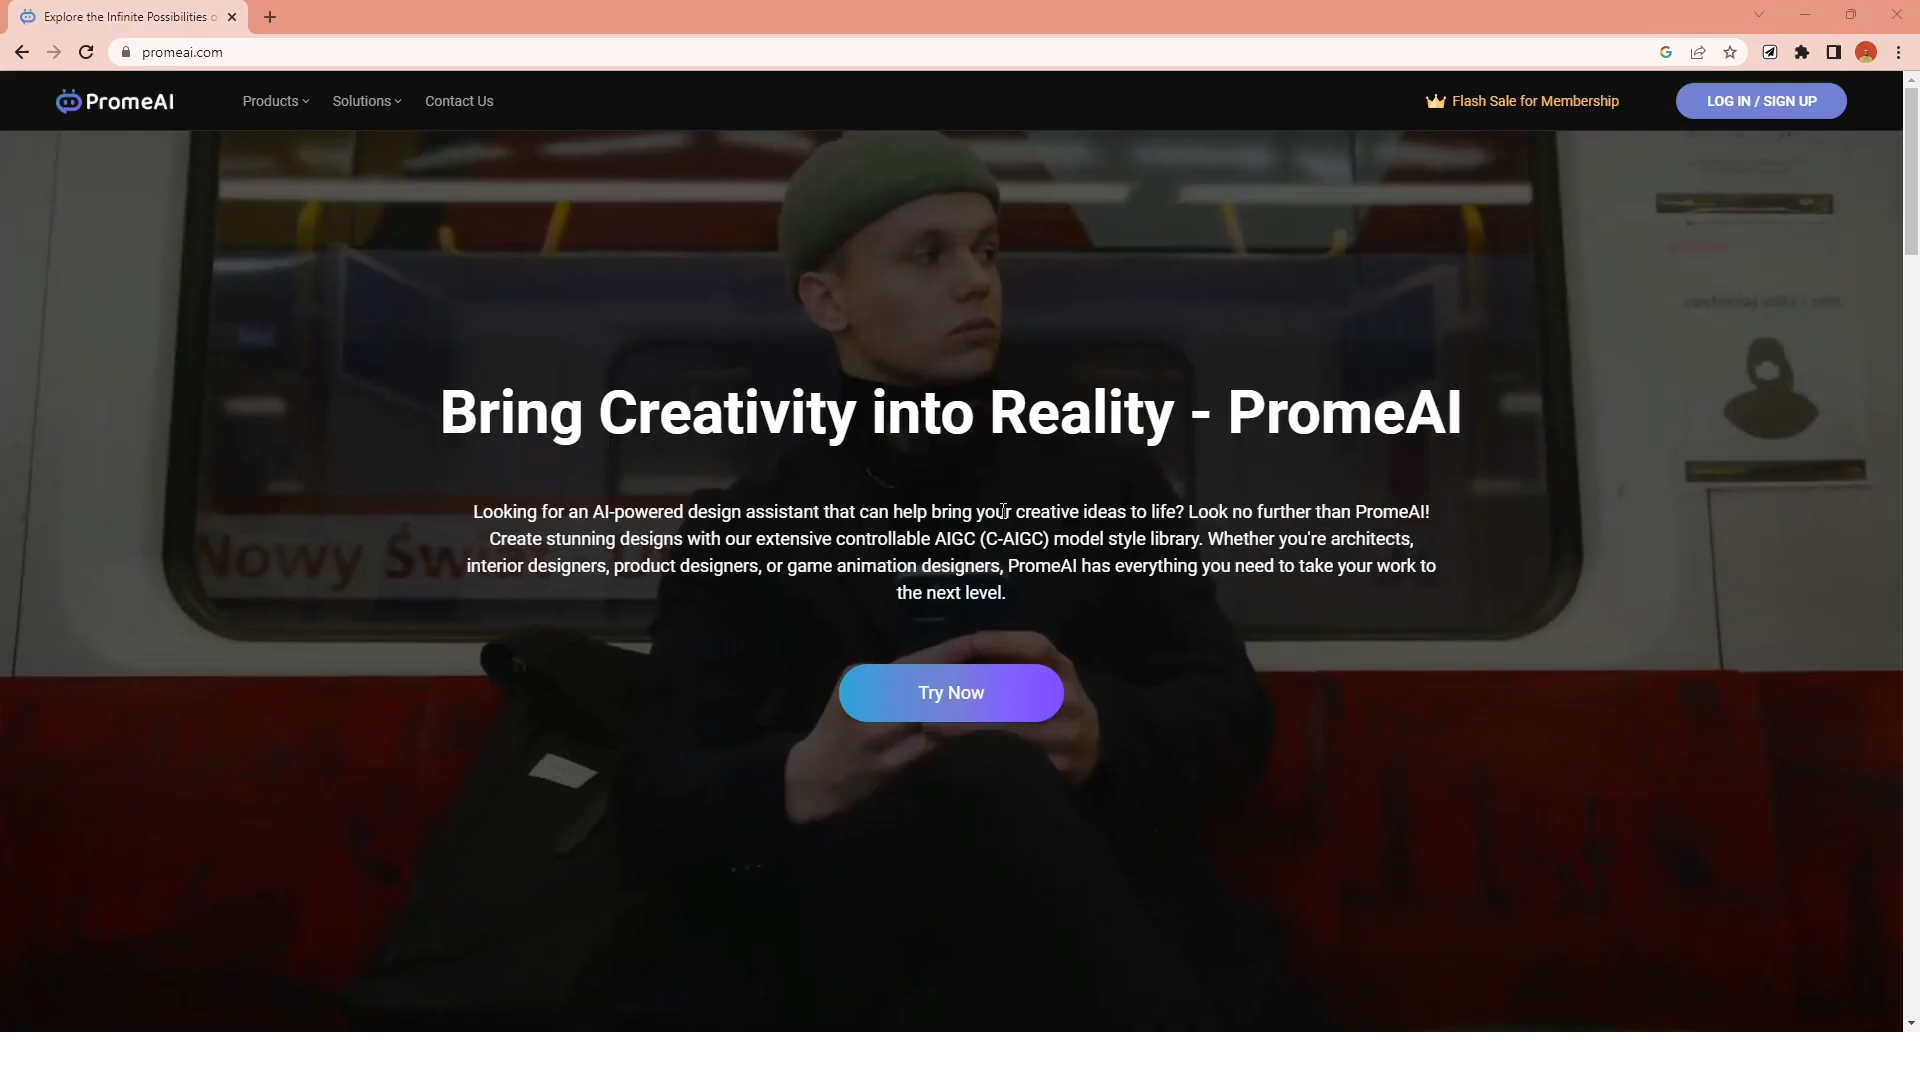 Explore the Infinite Possibilities o
promeai.com
PromeAI
Products
Solutions
Contact Us
Flash Sale for Membership
LOG IN / SIGN UP
Bring Creativity into Reality - PromeAI
Looking for an AI-powered design assistant that can help bring your creative ideas to life? Look no further than PromeAI!
Create stunning designs with our extensive controllable AIGC (C-AIGC) model style library. Whether you're architects,
interior designers, product designers, or game animation designers, PromeAI has everything you need to take your work to
the next level.
Nowy
Try Now